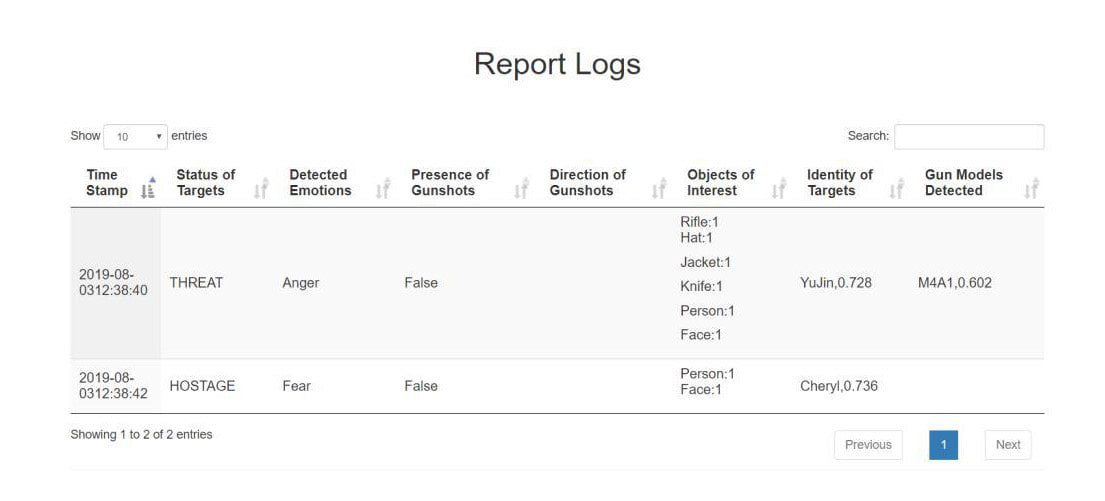 Report Logs
Show 10 entries
Search:
Time Stamp
Status of Targets
Detected Emotions
Presence of Gunshots
Direction of Gunshots
Objects of Interest
Identity of Targets
Gun Models Detected
2019-08-
0312:38:40
THREAT
Anger
False
Rifle:1
Hat:1
Jacket:1
Knife:1
Person:1
Face:1
YuJin,0.728
M4A1,0.602
2019-08-
0312:38:42
HOSTAGE
Fear
False
Person:1
Face:1
Cheryl,0.736
Showing 1 to 2 of 2 entries
Previous 1 Next